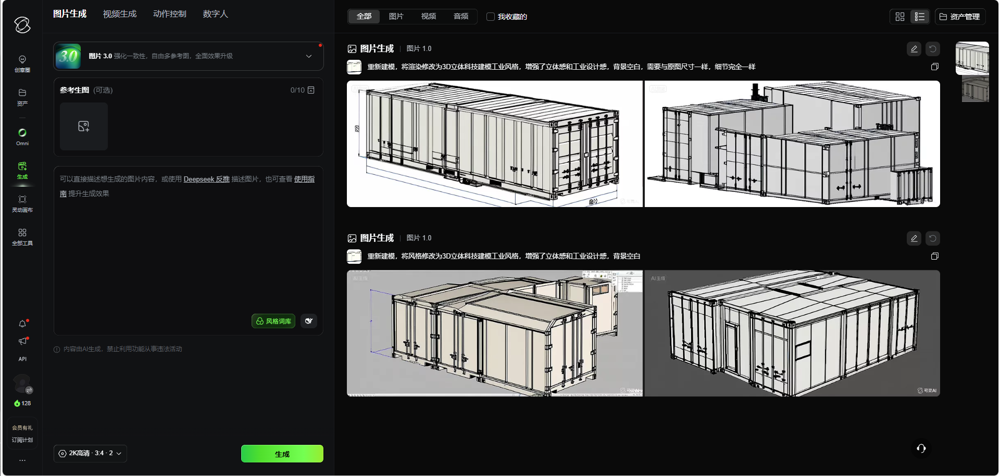 图片生成
视频生成
动作控制
数字人
创意圈
资产
Omni
生成
灵动画布
全部工具
API
128
会员有礼
订阅计划
...
3.0
图片 3.0 强化一致性，自由多参考图，全面效果升级
参考生图 (可选)
0/10
可以直接描述想生成的图片内容，或使用 Deepseek 反推 描述图片，也可查看 使用指
南 提升生成效果
风格词库
内容由AI生成，禁止利用功能从事违法活动
2K高清 · 3:4 · 2
生成
全部
图片
视频
音频
我收藏的
资产管理
图片生成
图片 1.0
重新建模，将渲染修改为3D立体科技建模工业风格，增强了立体感和工业设计感，背景空白，需要与原图尺寸一样，细节完全一样
图片生成
图片 1.0
重新建模，将风格修改为3D立体科技建模工业风格，增强了立体感和工业设计感，背景空白
AI生成
AI生成
可灵AI